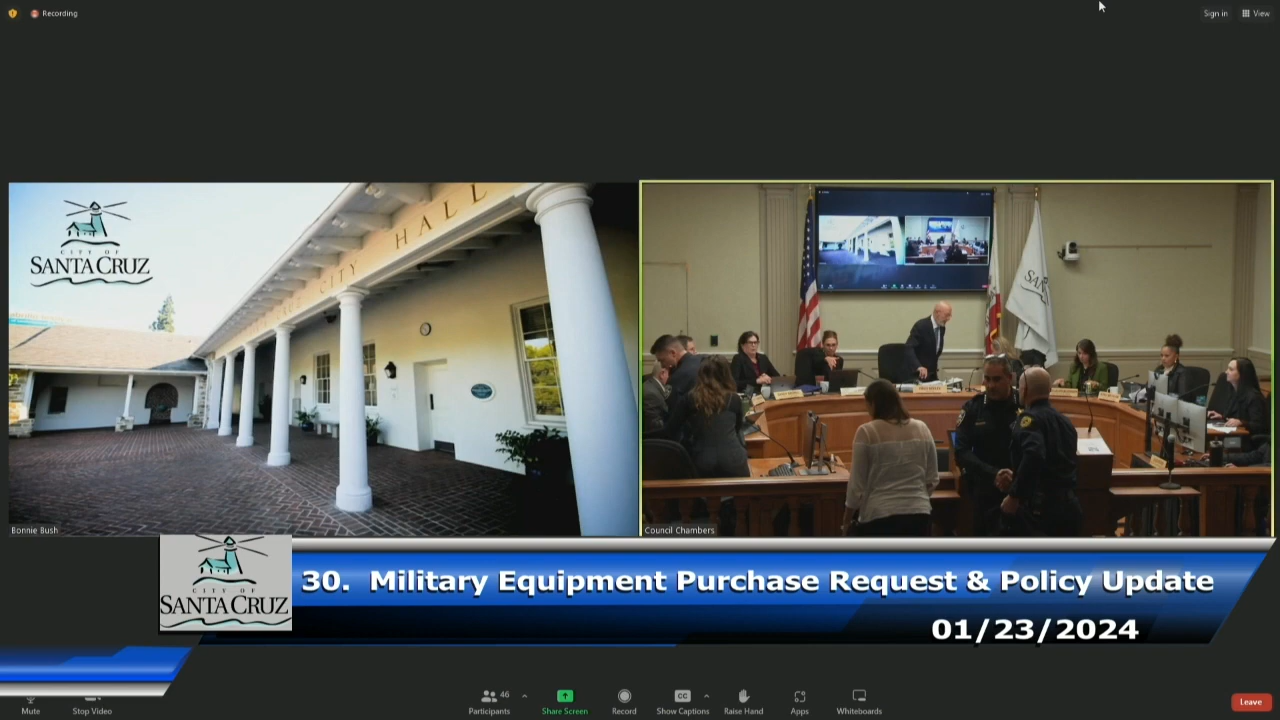 Recording
Sign in
View
CITY OF
SANTA CRUZ
CITY HALL
Bonnie Bush
Council Chambers
CITY OF
SANTA CRUZ
30. Military Equipment Purchase Request & Policy Update
01/23/2024
Mute
Stop Video
Participants
46
Share Screen
Record
CC
Show Captions
Raise Hand
Apps
Whiteboards
Leave